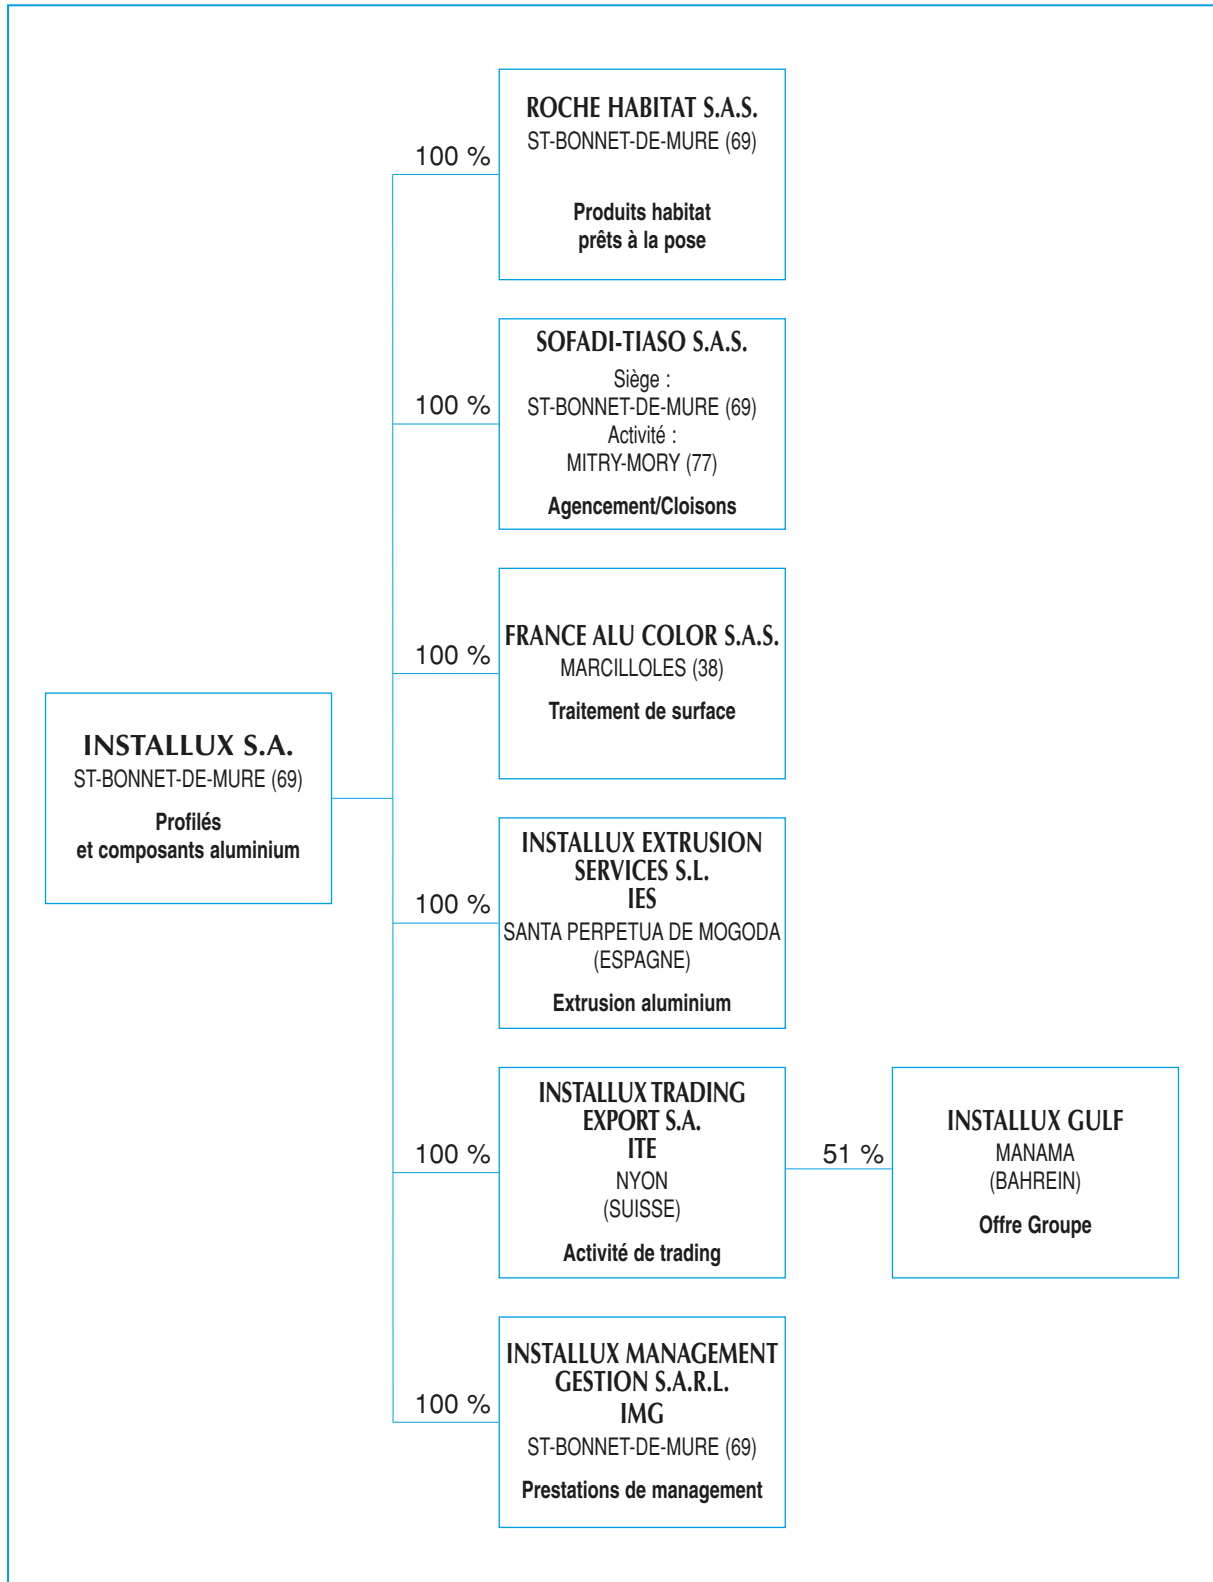 ROCHE HABITAT S.A.S.
ST-BONNET-DE-MURE (69)
Produits habitat
prêts à la pose
100 %
SOFADI-TIASO S.A.S.
Siège :
ST-BONNET-DE-MURE (69)
Activité :
MITRY-MORY (77)
Agencement/Cloisons
100 %
FRANCE ALU COLOR S.A.S.
MARCILLOLES (38)
Traitement de surface
100 %
INSTALLUX S.A.
ST-BONNET-DE-MURE (69)
Profilés
et composants aluminium
INSTALLUX EXTRUSION
SERVICES S.L.
IES
SANTA PERPETUA DE MOGODA
(ESPAGNE)
Extrusion aluminium
100 %
INSTALLUX TRADING
EXPORT S.A.
ITE
NYON
(SUISSE)
Activité de trading
100 %
51 %
INSTALLUX GULF
MANAMA
(BAHREIN)
Offre Groupe
INSTALLUX MANAGEMENT
GESTION S.A.R.L.
IMG
ST-BONNET-DE-MURE (69)
Prestations de management
100 %